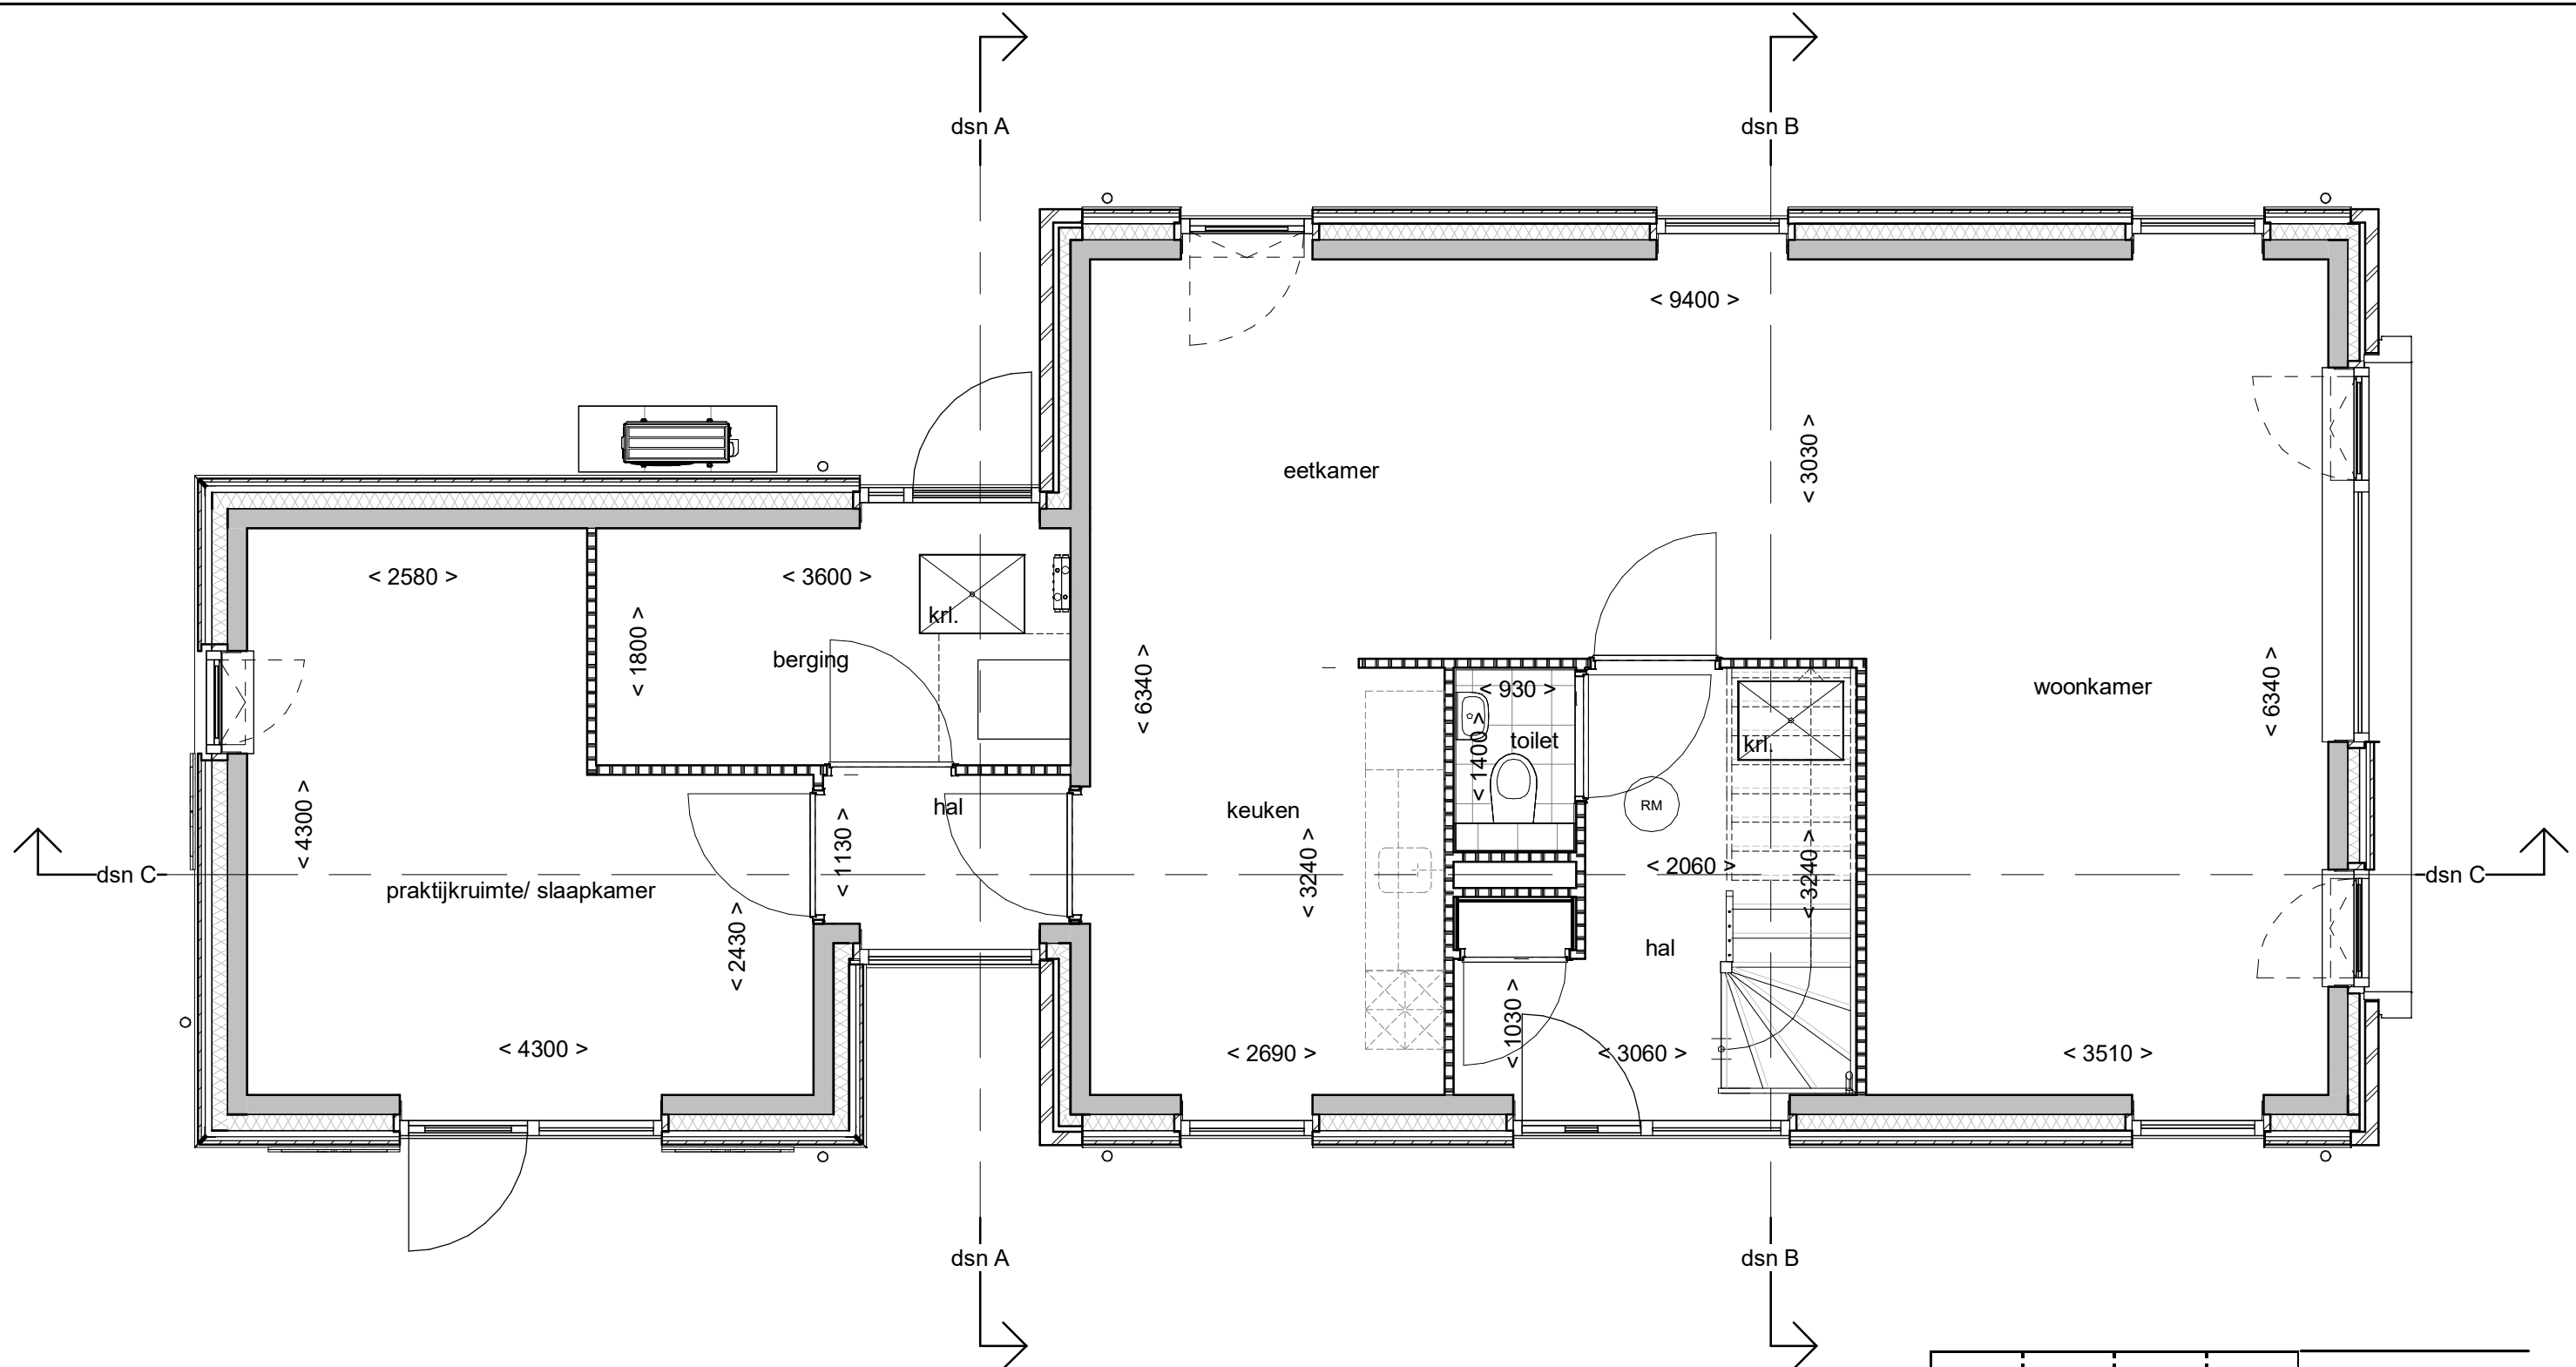 dsn A
dsn B
< 9400 >
eetkamer
< 3030 >
< 2580 >
< 3600 >
krl.
< 1800 >
berging
< 6340 >
< 930 >
woonkamer
< 6340 >
< 1400 >
toilet
krl.
hal
RM
keuken
< 4300 >
< 1130 >
< 3240 >
< 2060 >
< 3240 >
dsn C
dsn C
praktijkruimte/ slaapkamer
< 2430 >
hal
< 4300 >
< 2690 >
< 1030 >
< 3060 >
< 3510 >
dsn A
dsn B